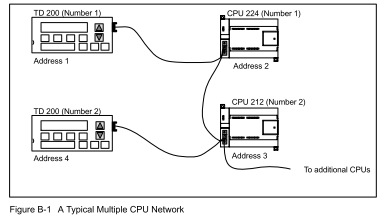 TD 200 (Number 1)
CPU 224 (Number 1)
Address 1
Address 2
TD 200 (Number 2)
CPU 212 (Number 2)
Address 4
Address 3
To additional CPUs
Figure B-1 A Typical Multiple CPU Network